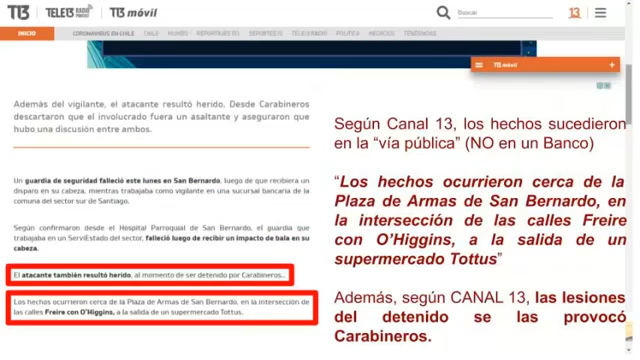 T13 TELE13 RADIO PODCAST T13 móvil Buscar 13
INICIO CORONAVIRUS EN CHILE CHILE MUNDO REPORTAJES13 DEPORTES13 TELE13 RADIO POLÍTICA NEGOCIOS TENDENCIAS
T13 móvil
Además del vigilante, el atacante resultó herido. Desde Carabineros
descartaron que el involucrado fuera un asaltante y aseguraron que
hubo una discusión entre ambos.
Un guardia de seguridad falleció este lunes en San Bernardo, luego de que recibiera un
disparo en su cabeza, mientras trabajaba como vigilante en una sucursal bancaria de la
comuna del sector sur de Santiago.
Según confirmaron desde el Hospital Parroquial de San Bernardo, el guardia que
trabajaba en un ServiEstado del sector, falleció luego de recibir un impacto de bala en su
cabeza.
El atacante también resultó herido, al momento de ser detenido por Carabineros..
Los hechos ocurrieron cerca de la Plaza de Armas de San Bernardo, en la intersección de
las calles Freire con O'Higgins, a la salida de un supermercado Tottus.
Según Canal 13, los hechos sucedieron
en la "vía pública" (NO en un Banco)
"Los hechos ocurrieron cerca de la
Plaza de Armas de San Bernardo, en
la intersección de las calles Freire
con O'Higgins, a la salida de un
supermercado Tottus"
Además, según CANAL 13, las lesiones
del detenido se las provocó
Carabineros.